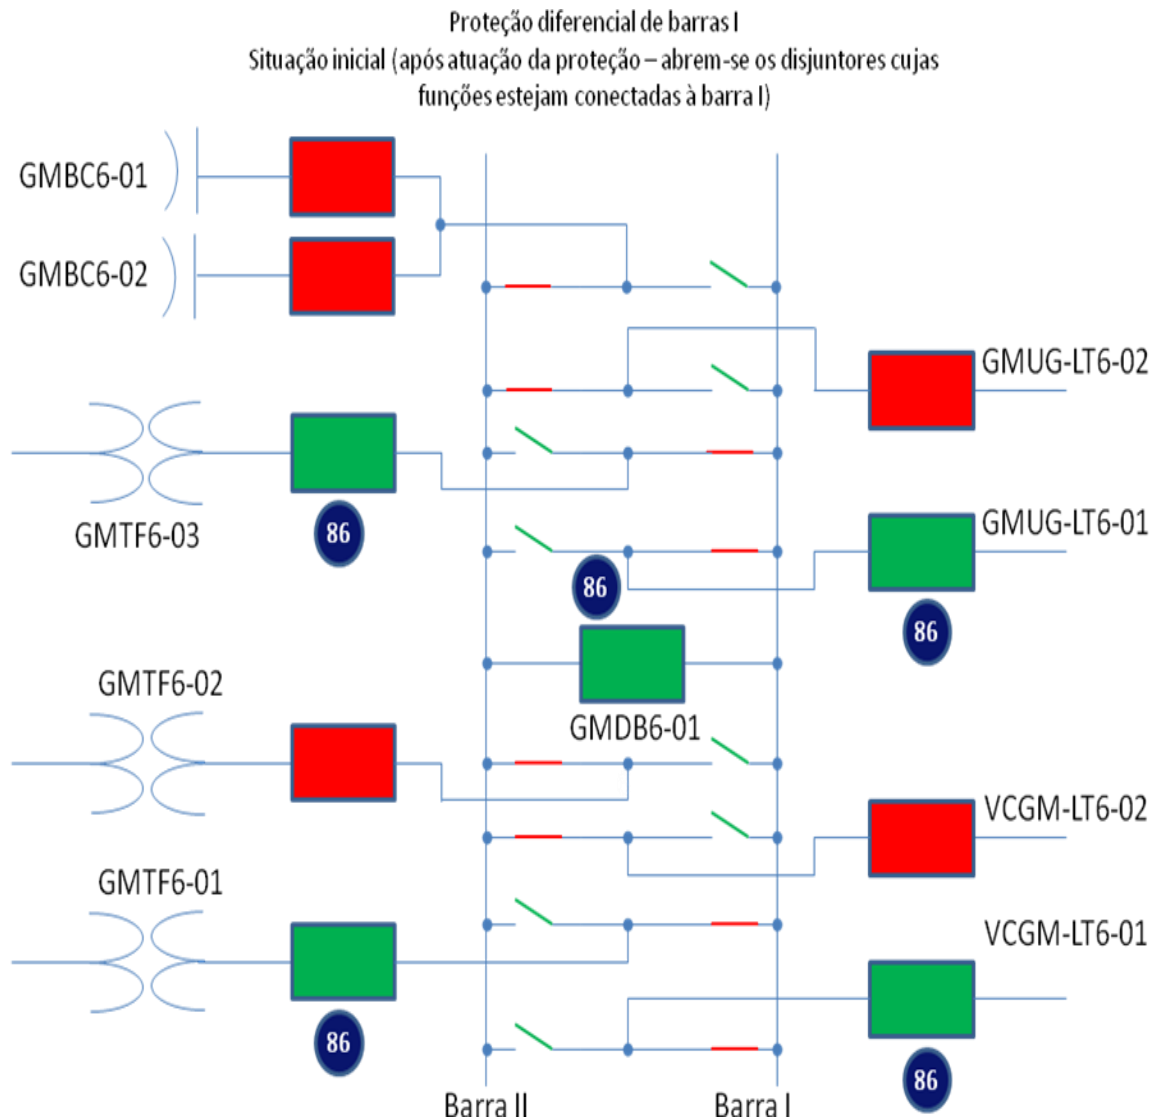 Proteção diferencial de barras I
Situação inicial (após atuação da proteção – abrem-se os disjuntores cujas
funções estejam conectadas à barra I)
GMBC6-01
GMBC6-02
GMUG-LT6-02
GMTF6-03
86
GMUG-LT6-01
86
86
GMTF6-02
GMDB6-01
VCGM-LT6-02
GMTF6-01
VCGM-LT6-01
86
86
Barra II
Barra I